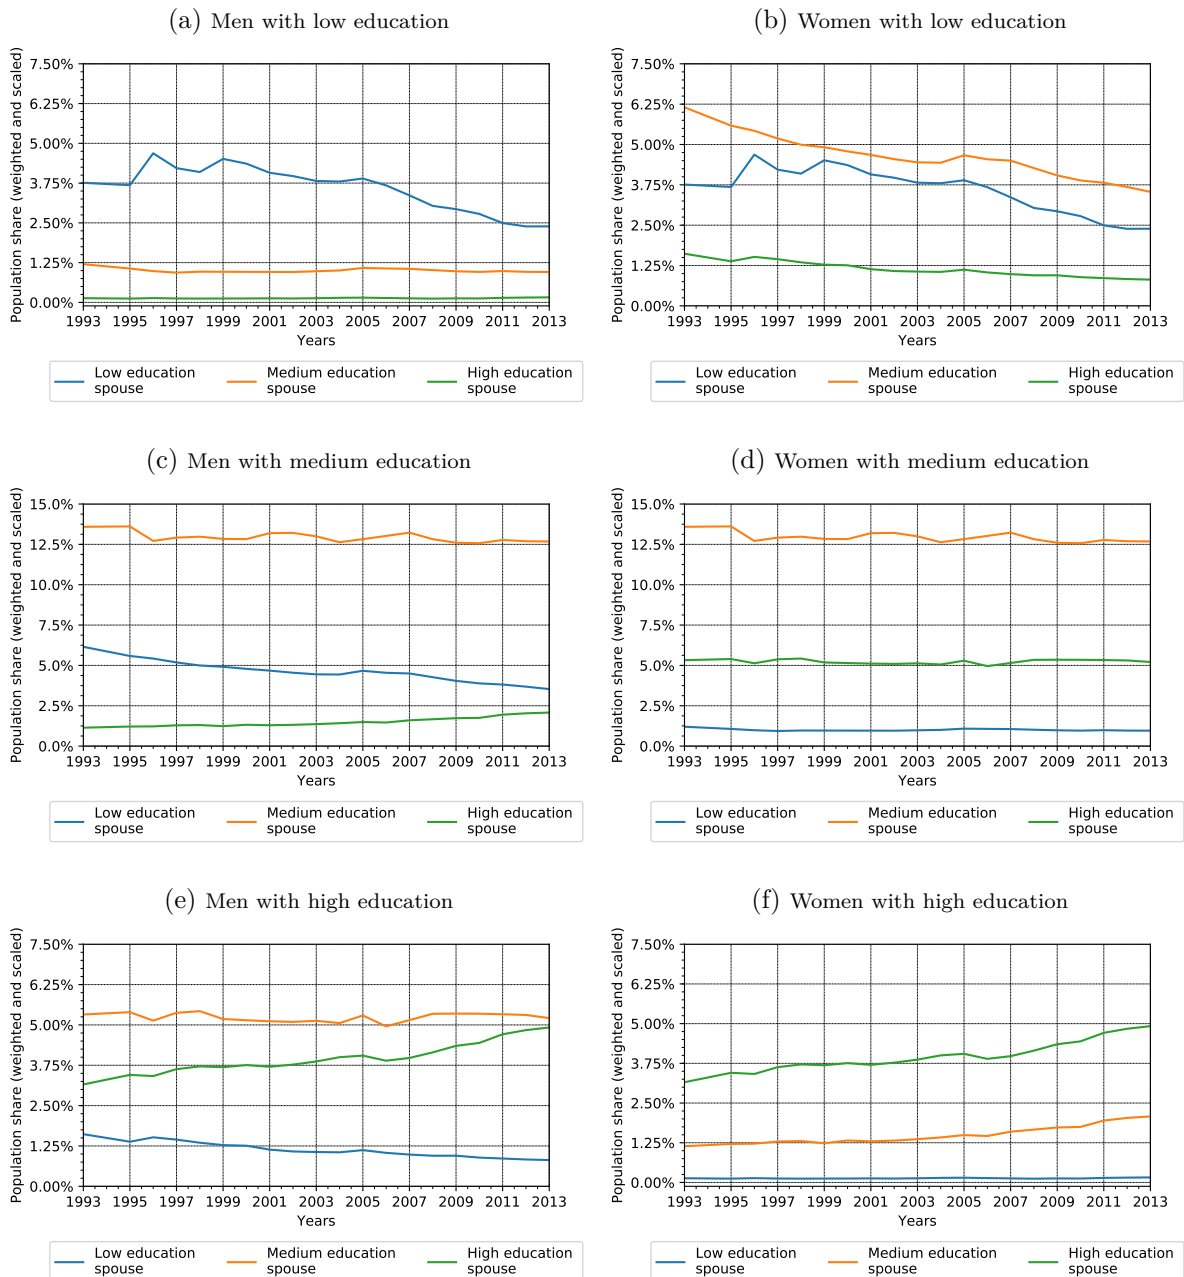 (a) Men with low education
Population share (weighted and scaled)
7.50%
6.25%
5.00%
3.75%
2.50%
1.25%
0.00%
1993 1995 1997 1999 2001 2003 2005 2007 2009 2011 2013
Years
Low education spouse
Medium education spouse
High education spouse
(b) Women with low education
Population share (weighted and scaled)
7.50%
6.25%
5.00%
3.75%
2.50%
1.25%
0.00%
1993 1995 1997 1999 2001 2003 2005 2007 2009 2011 2013
Years
Low education spouse
Medium education spouse
High education spouse
(c) Men with medium education
Population share (weighted and scaled)
15.0%
12.5%
10.0%
7.5%
5.0%
2.5%
0.0%
1993 1995 1997 1999 2001 2003 2005 2007 2009 2011 2013
Years
Low education spouse
Medium education spouse
High education spouse
(d) Women with medium education
Population share (weighted and scaled)
15.0%
12.5%
10.0%
7.5%
5.0%
2.5%
0.0%
1993 1995 1997 1999 2001 2003 2005 2007 2009 2011 2013
Years
Low education spouse
Medium education spouse
High education spouse
(e) Men with high education
Population share (weighted and scaled)
7.50%
6.25%
5.00%
3.75%
2.50%
1.25%
0.00%
1993 1995 1997 1999 2001 2003 2005 2007 2009 2011 2013
Years
Low education spouse
Medium education spouse
High education spouse
(f) Women with high education
Population share (weighted and scaled)
7.50%
6.25%
5.00%
3.75%
2.50%
1.25%
0.00%
1993 1995 1997 1999 2001 2003 2005 2007 2009 2011 2013
Years
Low education spouse
Medium education spouse
High education spouse